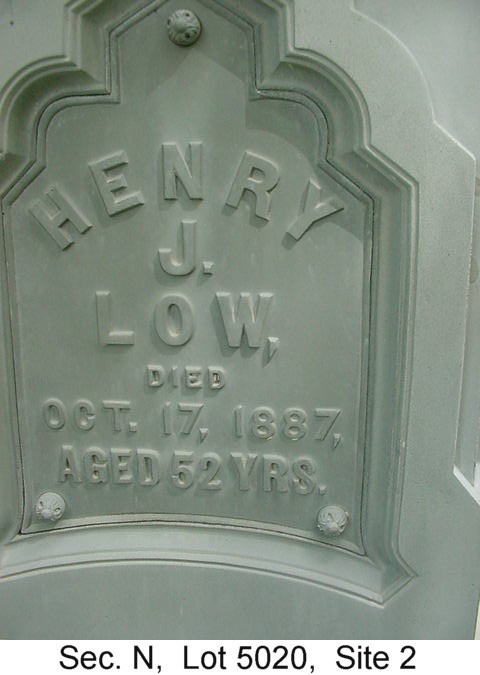 HENRY
J.
LOW,
DIED
OCT. 17, 1887,
AGED 52 YRS.
Sec. N, Lot 5020, Site 2